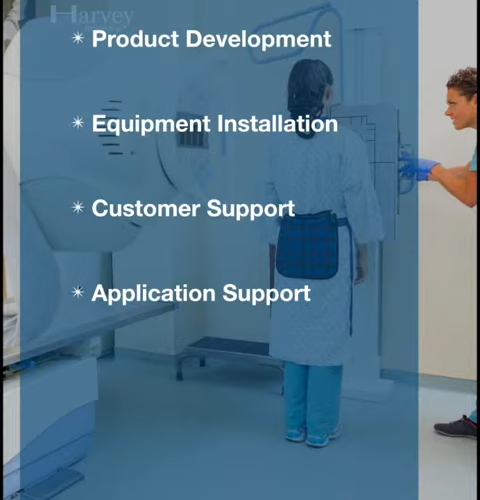 Harvey
✴ Product Development
✴ Equipment Installation
✴ Customer Support
✴ Application Support